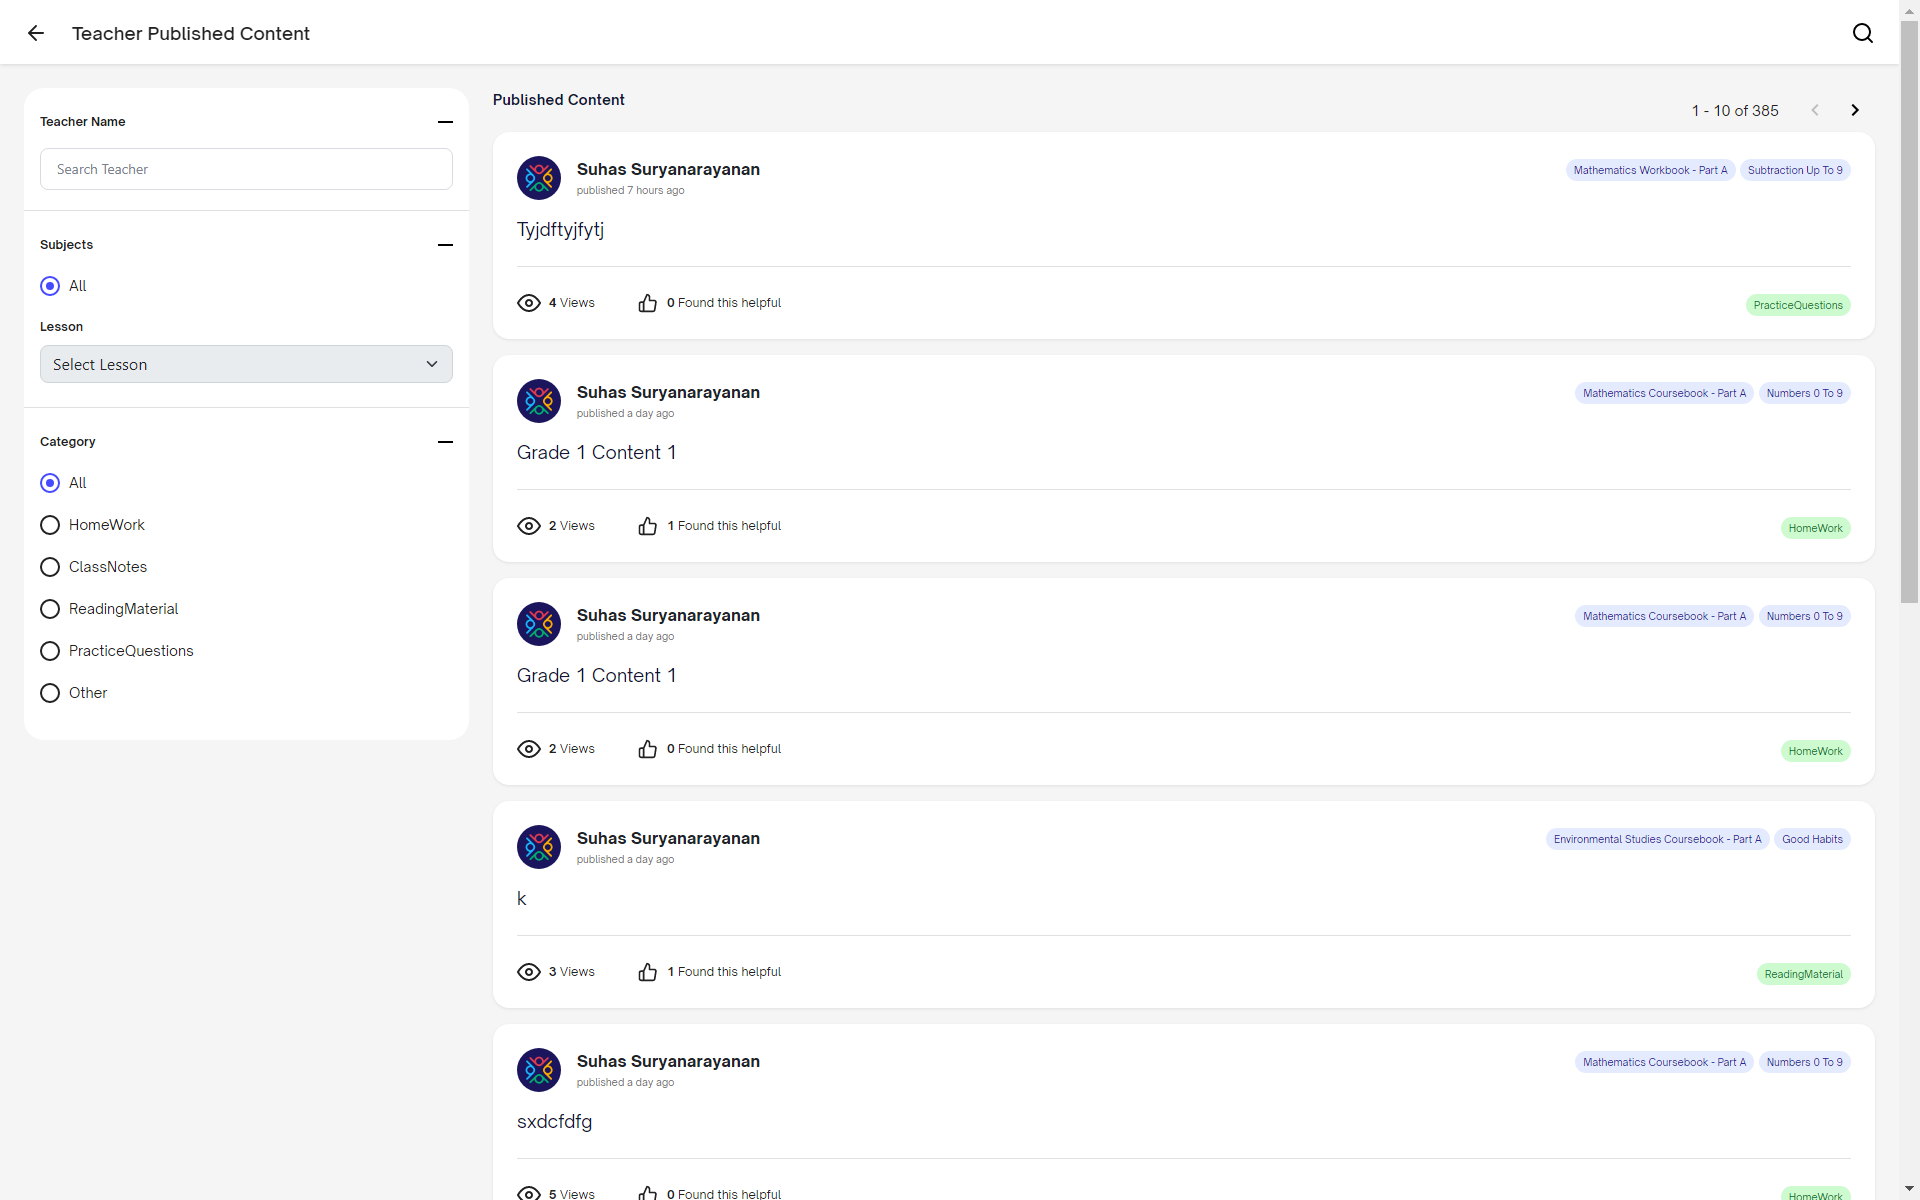 Teacher Published Content
Teacher Name
Search Teacher
Subjects
All
Lesson
Select Lesson
Category
All
HomeWork
ClassNotes
ReadingMaterial
PracticeQuestions
Other
Published Content
1 - 10 of 385
Suhas Suryanarayanan
Mathematics Workbook - Part A Subtraction Up To 9
published 7 hours ago
Tyjdftyjfytj
4 Views 0 Found this helpful
PracticeQuestions
Suhas Suryanarayanan
Mathematics Coursebook - Part A Numbers 0 To 9
published a day ago
Grade 1 Content 1
2 Views 1 Found this helpful
HomeWork
Suhas Suryanarayanan
Mathematics Coursebook - Part A Numbers 0 To 9
published a day ago
Grade 1 Content 1
2 Views 0 Found this helpful
HomeWork
Suhas Suryanarayanan
Environmental Studies Coursebook - Part A Good Habits
published a day ago
k
3 Views 1 Found this helpful
ReadingMaterial
Suhas Suryanarayanan
Mathematics Coursebook - Part A Numbers 0 To 9
published a day ago
sxdcfdfg
5 Views 0 Found this helpful
HomeWork